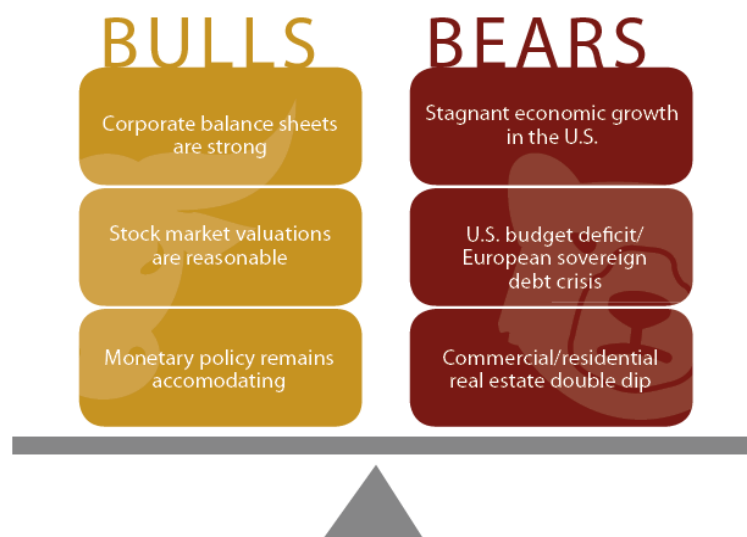 BULLS
Corporate balance sheets
are strong
Stock market valuations
are reasonable
Monetary policy remains
accomodating
BEARS
Stagnant economic growth
in the U.S.
U.S. budget deficit/
European sovereign
debt crisis
Commercial/residential
real estate double dip